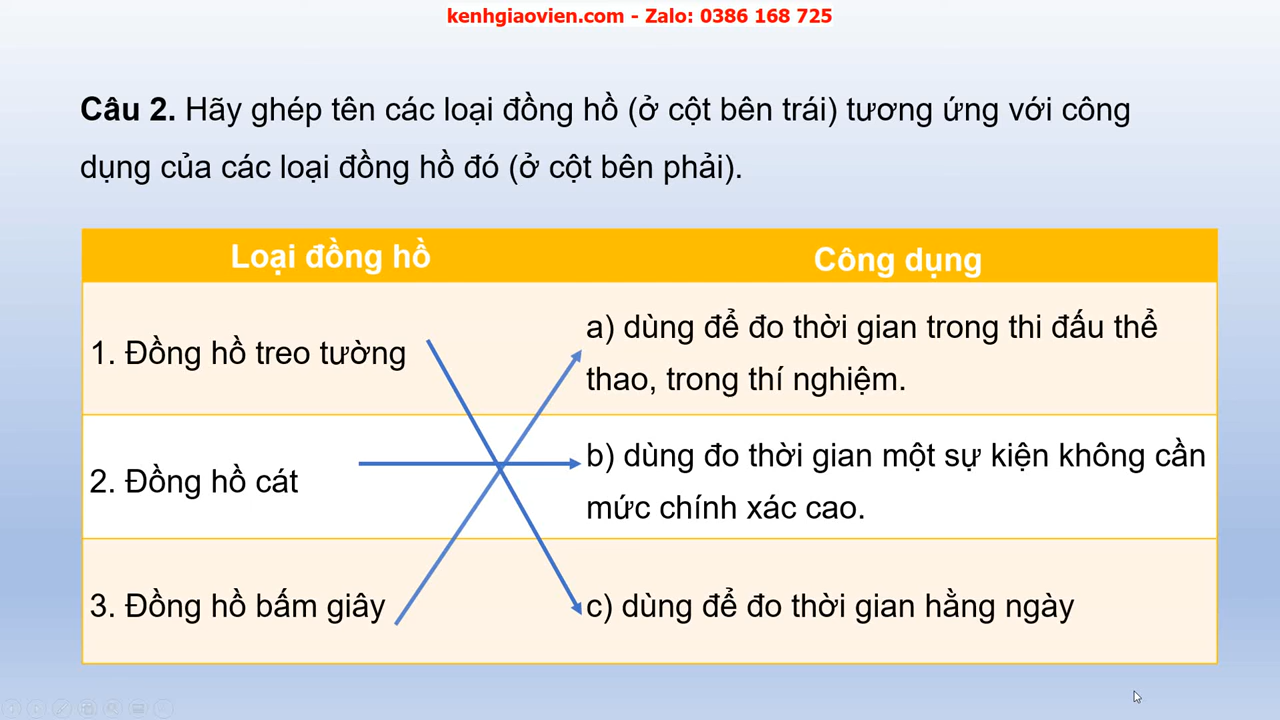 kenhgiaovien.com - Zalo: 0386 168 725
Câu 2. Hãy ghép tên các loại đồng hồ (ở cột bên trái) tương ứng với công
dụng của các loại đồng hồ đó (ở cột bên phải).
Loại đồng hồ
Công dụng
1. Đồng hồ treo tường
a) dùng để đo thời gian trong thi đấu thể
thao, trong thí nghiệm.
2. Đồng hồ cát
b) dùng đo thời gian một sự kiện không cần
mức chính xác cao.
3. Đồng hồ bấm giây
c) dùng để đo thời gian hằng ngày